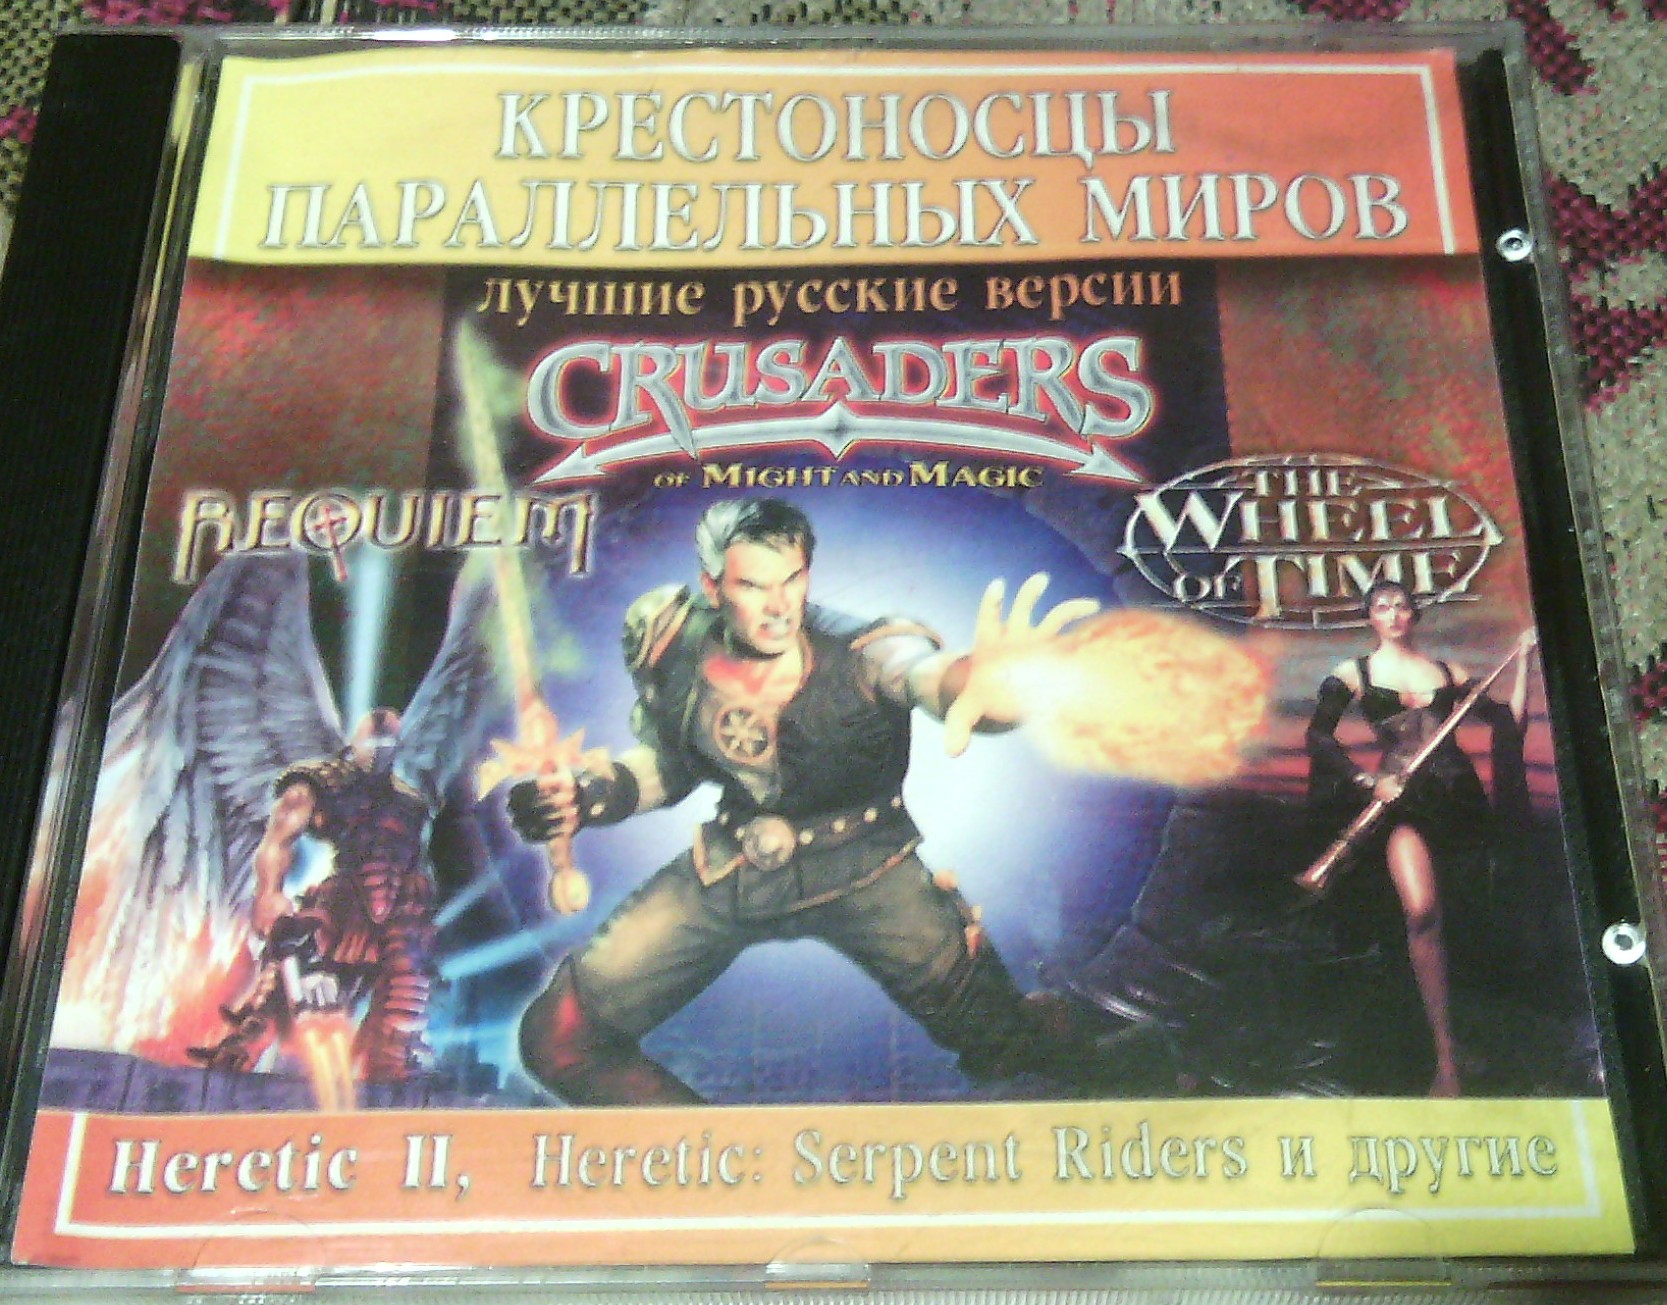 КРЕСТОНОСЦЫ
ПАРАЛЛЕЛЬНЫХ МИРОВ
лучшие русские версии
CRUSADERS
OF MIGHT AND MAGIC
REQUIEM
THE
WHEEL
OF TIME
Heretic II, Heretic: Serpent Riders и другие